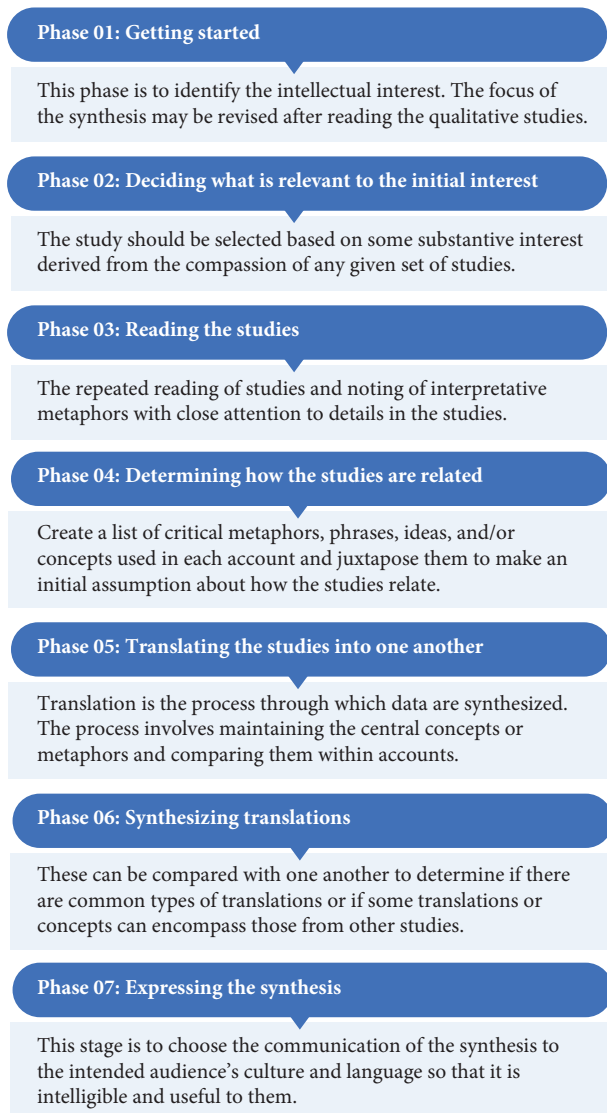 Phase 01: Getting started
This phase is to identify the intellectual interest. The focus of
the synthesis may be revised after reading the qualitative studies.
Phase 02: Deciding what is relevant to the initial interest
The study should be selected based on some substantive interest
derived from the compassion of any given set of studies.
Phase 03: Reading the studies
The repeated reading of studies and noting of interpretative
metaphors with close attention to details in the studies.
Phase 04: Determining how the studies are related
Create a list of critical metaphors, phrases, ideas, and/or
concepts used in each account and juxtapose them to make an
initial assumption about how the studies relate.
Phase 05: Translating the studies into one another
Translation is the process through which data are synthesized.
The process involves maintaining the central concepts or
metaphors and comparing them within accounts.
Phase 06: Synthesizing translations
These can be compared with one another to determine if there
are common types of translations or if some translations or
concepts can encompass those from other studies.
Phase 07: Expressing the synthesis
This stage is to choose the communication of the synthesis to
the intended audience's culture and language so that it is
intelligible and useful to them.